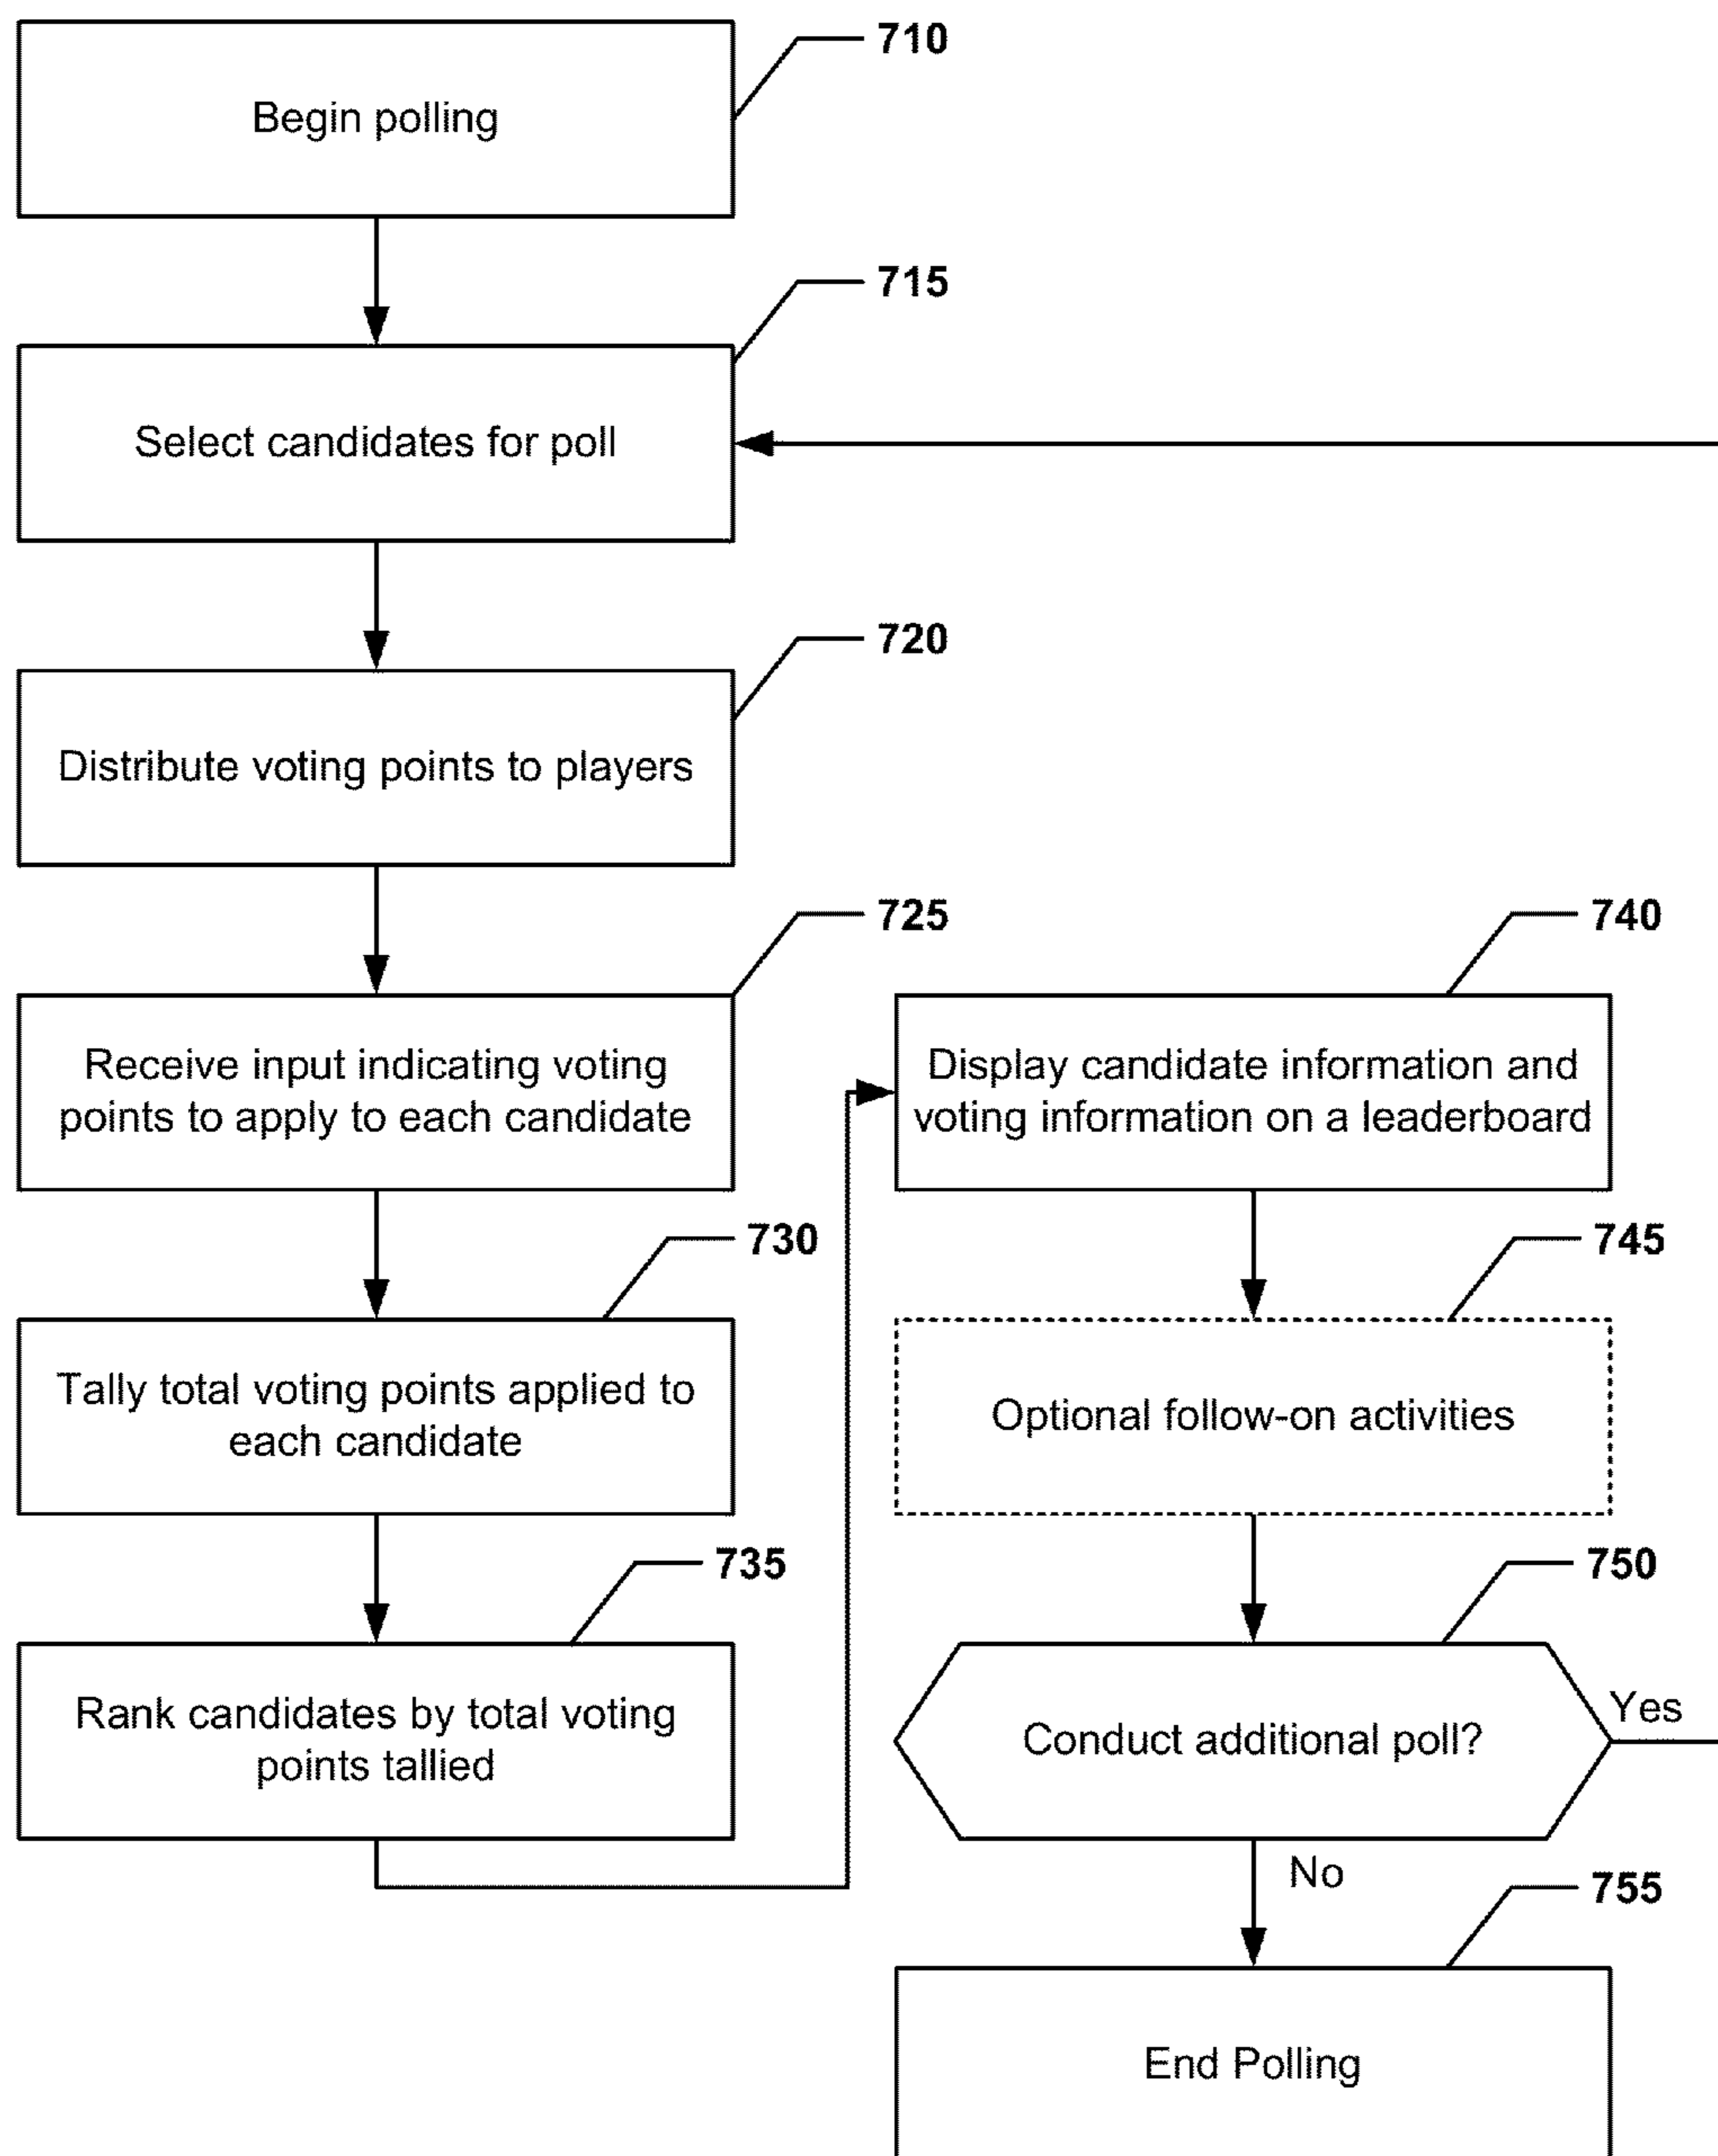 710
Begin polling
715
Select candidates for poll
720
Distribute voting points to players
725
Receive input indicating voting
points to apply to each candidate
730
Tally total voting points applied to
each candidate
735
Rank candidates by total voting
points tallied
740
Display candidate information and
voting information on a leaderboard
745
Optional follow-on activities
750
Conduct additional poll?
Yes
No
755
End Polling